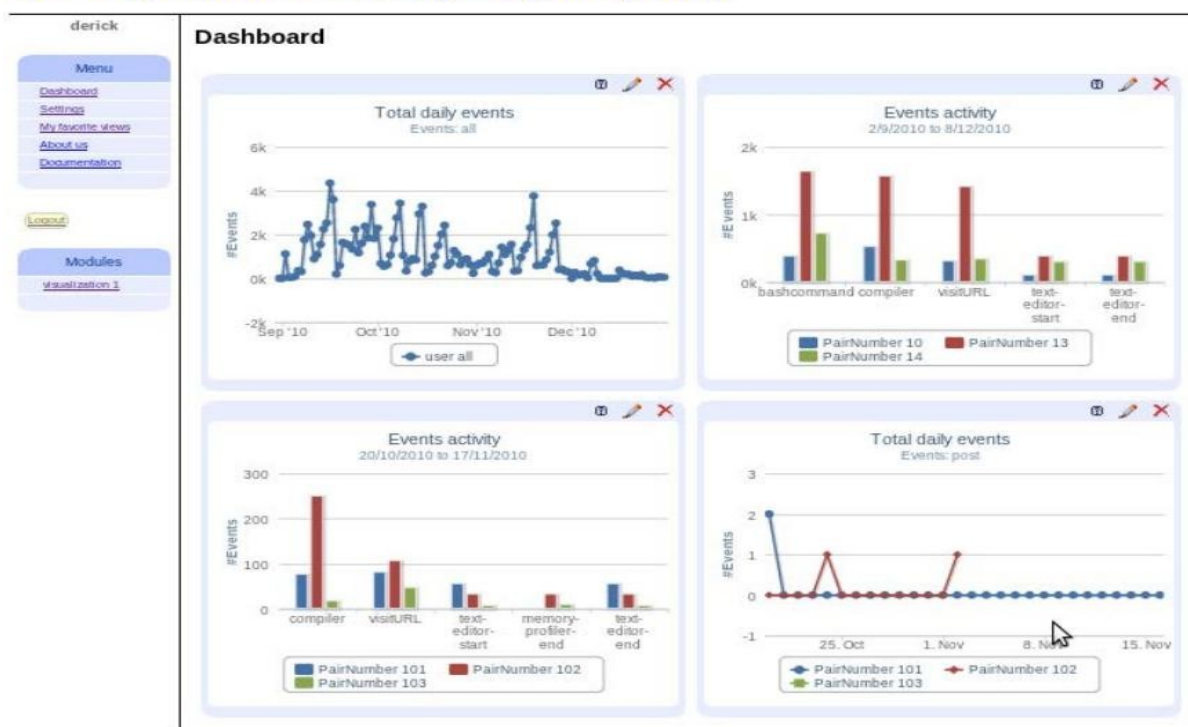 derick
Menu
Dashboard
Settings
My favorite views
About us
Documentation
Logout
Modules
visualization 1
Dashboard
Total daily events
Events: all
6k
4k
2k
0k
-2k
#Events
Sep '10
Oct '10
Nov '10
Dec '10
user all
Events activity
2/9/2010 to 8/12/2010
2k
1k
0k
#Events
bashcommand
compiler
visitURL
text-
editor-
start
text-
editor-
end
PairNumber 10
PairNumber 13
PairNumber 14
Events activity
20/10/2010 to 17/11/2010
300
200
100
0
#Events
compiler
visitURL
text-
editor-
start
memory-
profiler-
end
text-
editor-
end
PairNumber 101
PairNumber 102
PairNumber 103
Total daily events
Events: post
3
2
1
0
-1
#Events
25. Oct
1. Nov
8. Nov
15. Nov
PairNumber 101
PairNumber 102
PairNumber 103